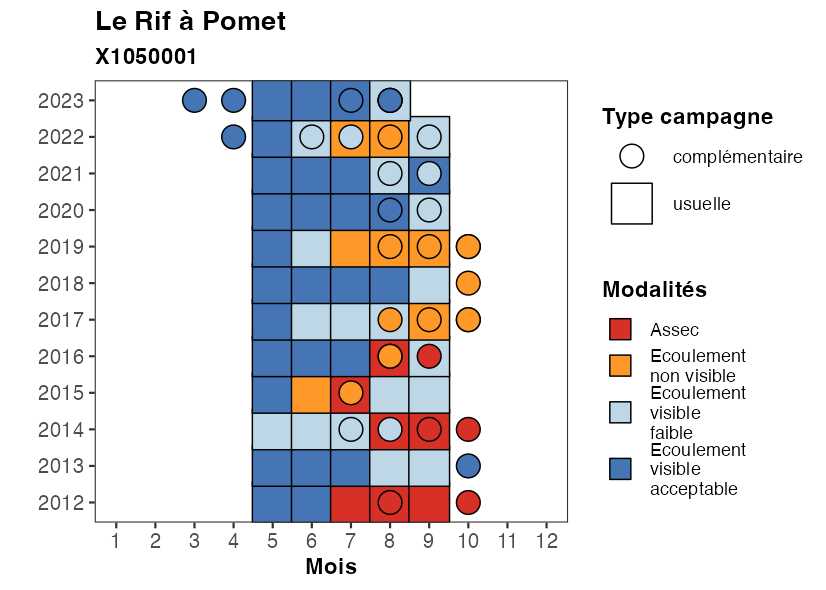 Le Rif à Pomet
X1050001
2023
2022
2021
2020
2019
2018
2017
2016
2015
2014
2013
2012
1 2 3 4 5 6 7 8 9 10 11 12
Mois
Type campagne
complémentaire
usuelle
Modalités
Assec
Ecoulement
non visible
Ecoulement
visible
faible
Ecoulement
visible
acceptable